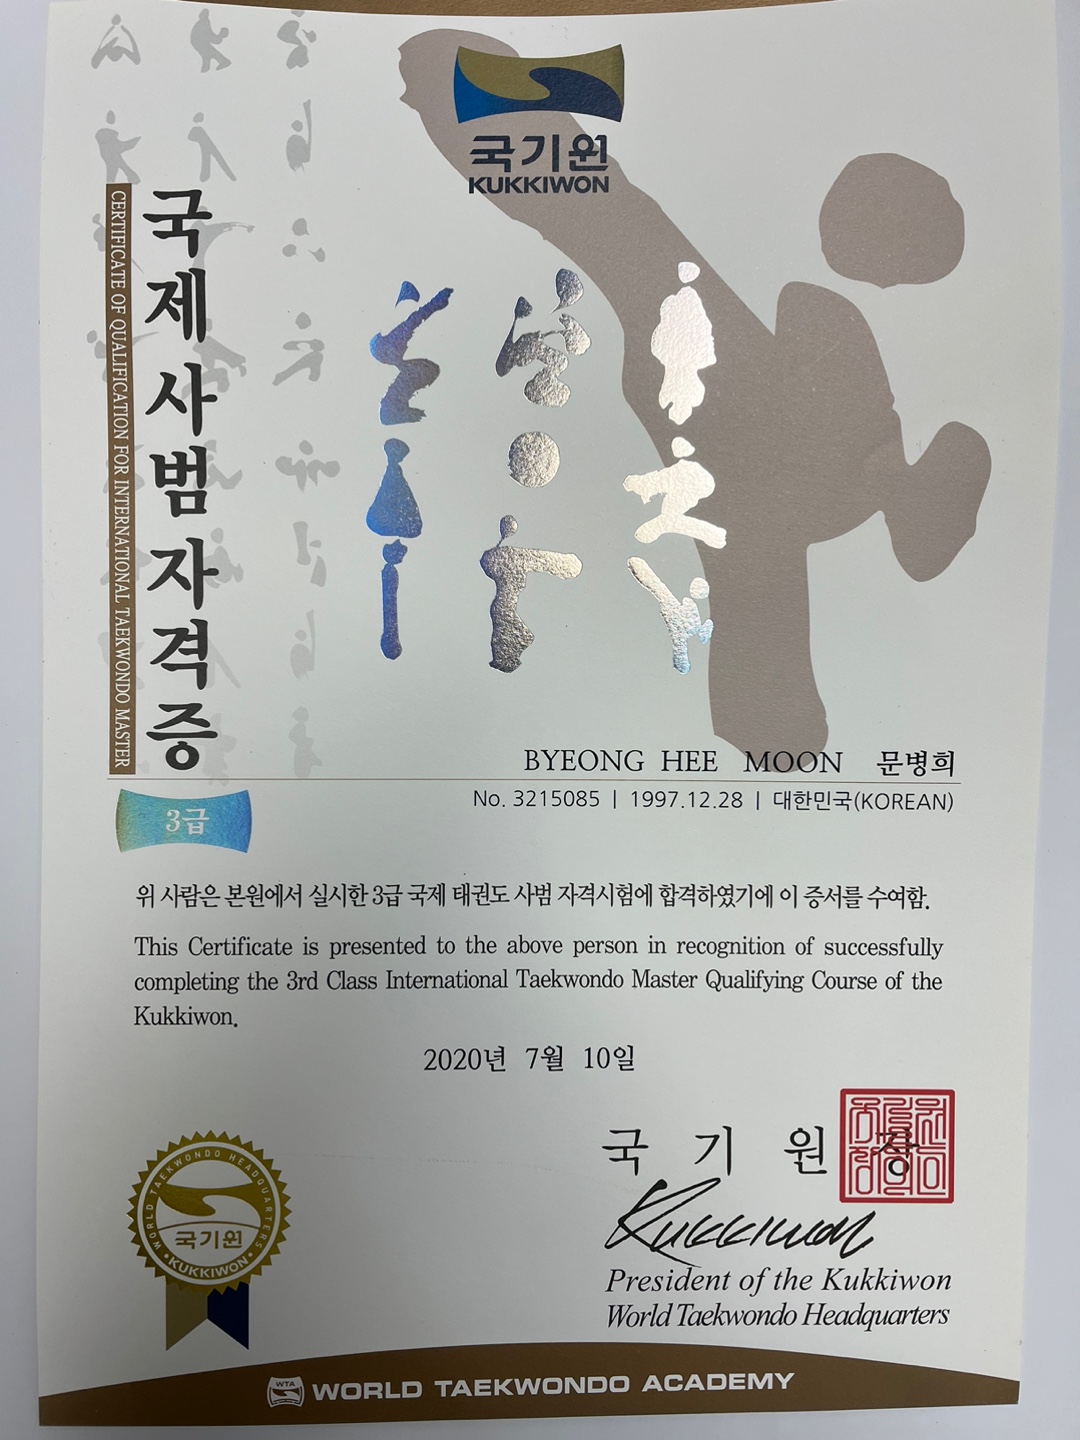 국기원
KUKKIWON
국제사범자격증
CERTIFICATE OF QUALIFICATION FOR INTERNATIONAL TAEKWONDO MASTER
BYEONG HEE MOON 문병희
No. 3215085 | 1997.12.28 | 대한민국(KOREAN)
3급
위 사람은 본원에서 실시한 3급 국제 태권도 사범 자격시험에 합격하였기에 이 증서를 수여함.
This Certificate is presented to the above person in recognition of successfully
completing the 3rd Class International Taekwondo Master Qualifying Course of the
Kukkiwon.
2020년 7월 10일
국기원장
Kukkiwon
President of the Kukkiwon
World Taekwondo Headquarters
WORLD TAEKWONDO HEADQUARTERS
국기원
KUKKIWON
WTA
WORLD TAEKWONDO ACADEMY